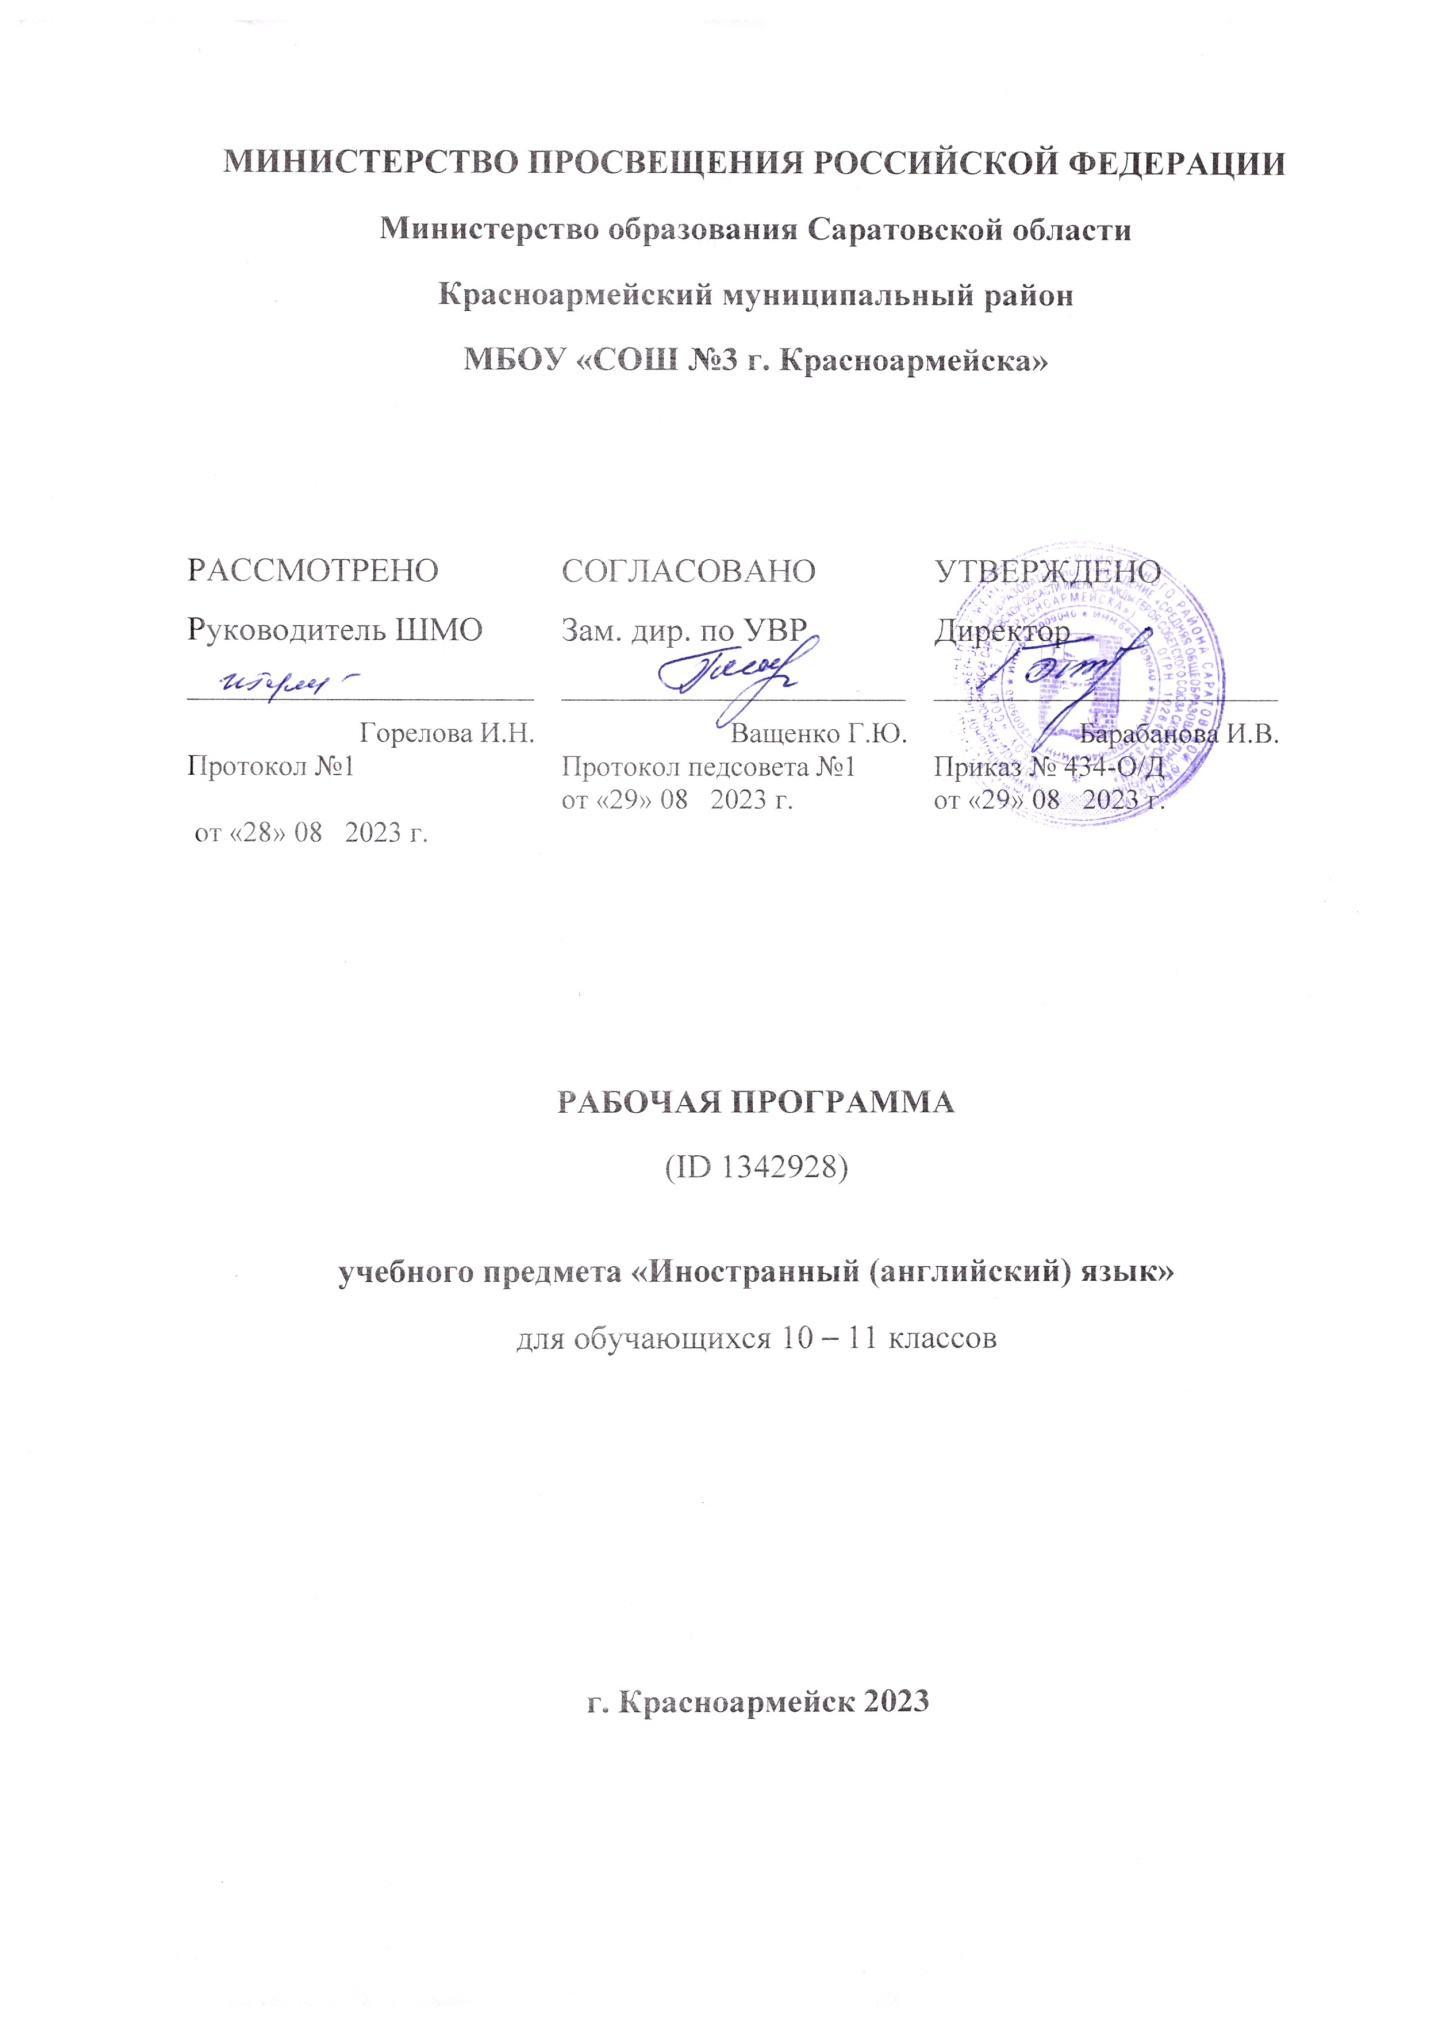 МИНИСТЕРСТВО ПРОСВЕЩЕНИЯ РОССИЙСКОЙ ФЕДЕРАЦИИ
Министерство образования Саратовской области
Красноармейский муниципальный район
МБОУ «СОШ №3 г. Красноармейска»
РАССМОТРЕНО
Руководитель ШМО
Горелова И.Н.
Протокол №1
от «28» 08 2023 г.
СОГЛАСОВАНО
Зам. дир. по УВР
Ващенко Г.Ю.
Протокол педсовета №1
от «29» 08 2023 г.
УТВЕРЖДЕНО
Директор
Барабанова И.В.
Приказ № 434-О/Д
от «29» 08 2023 г.
РАБОЧАЯ ПРОГРАММА
(ID 1342928)
учебного предмета «Иностранный (английский) язык»
для обучающихся 10 – 11 классов
г. Красноармейск 2023